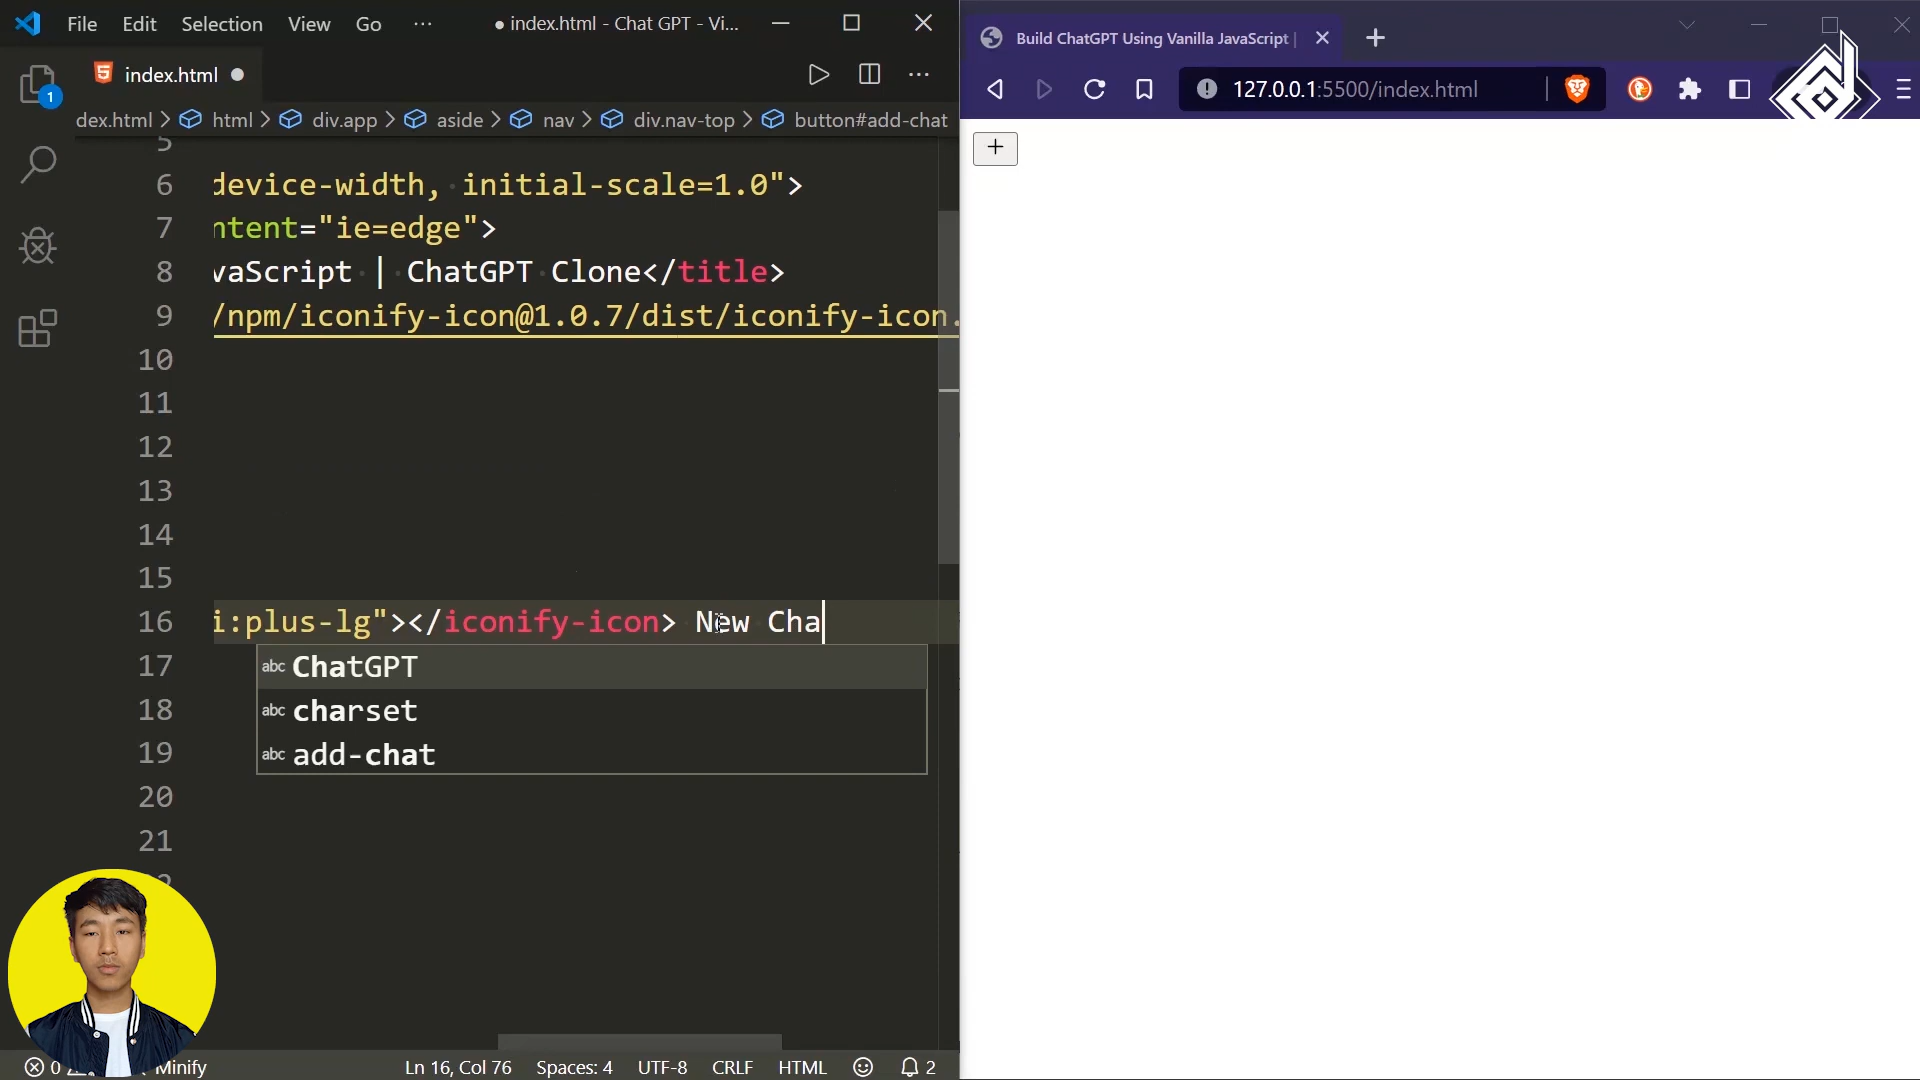 File Edit Selection View Go ··· ● index.html - Chat GPT - Vi...
index.html ●
dex.html > html > div.app > aside > nav > div.nav-top > button#add-chat
5
6 device-width, initial-scale=1.0">
7 ntent="ie=edge">
8 vaScript | ChatGPT Clone</title>
9 /npm/iconify-icon@1.0.7/dist/iconify-icon.
10
11
12
13
14
15
16 i:plus-lg"></iconify-icon> New Cha
17
18
19
20
21
abc ChatGPT
abc charset
abc add-chat
1
0 Minify Ln 16, Col 76 Spaces: 4 UTF-8 CRLF HTML 2
Build ChatGPT Using Vanilla JavaScript |
127.0.0.1:5500/index.html
+